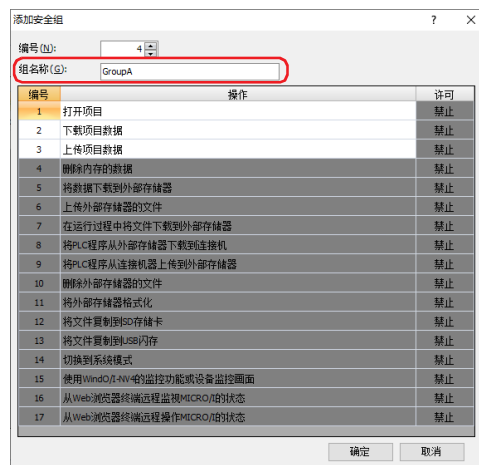 添加安全组 ? ×
编号(N): 4
组名称(G): GroupA
编号 操作 许可
1 打开项目 禁止
2 下载项目数据 禁止
3 上传项目数据 禁止
4 删除内存的数据 禁止
5 将数据下载到外部存储器 禁止
6 上传外部存储器的文件 禁止
7 在运行过程中将文件下载到外部存储器 禁止
8 将PLC程序从外部存储器下载到连接机 禁止
9 将PLC程序从连接机器上传到外部存储器 禁止
10 删除外部存储器的文件 禁止
11 将外部存储器格式化 禁止
12 将文件复制到SD存储卡 禁止
13 将文件复制到USB闪存 禁止
14 切换到系统模式 禁止
15 使用WindO/I-NV4的监控功能或设备监控画面 禁止
16 从Web浏览器终端远程监视MICRO/I的状态 禁止
17 从Web浏览器终端远程操作MICRO/I的状态 禁止
确定 取消